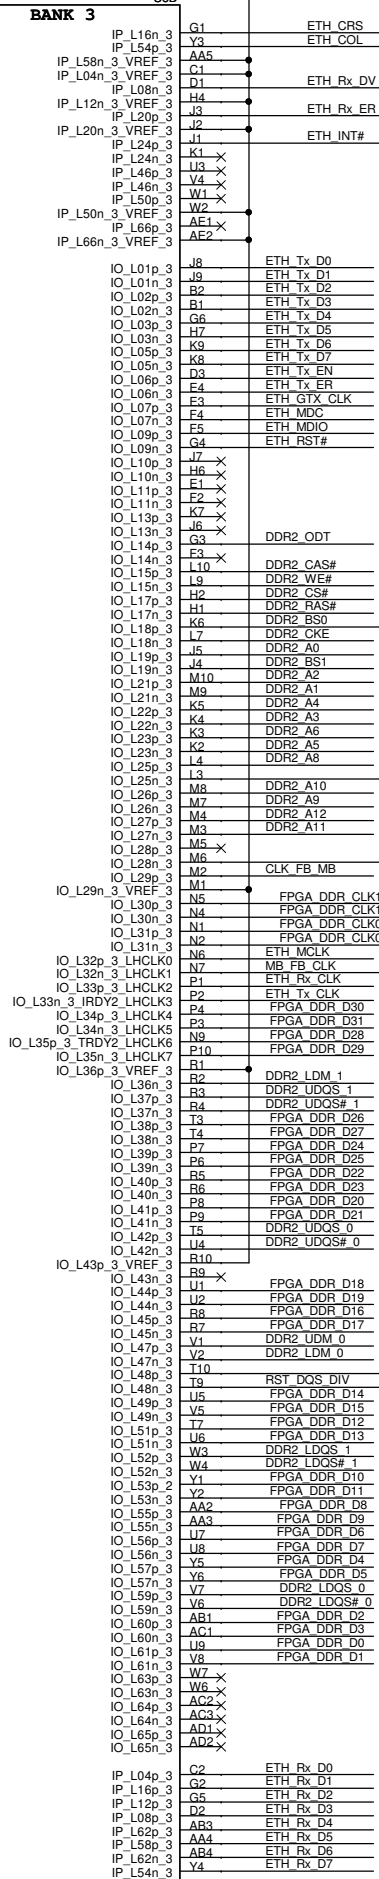 BANK 3
IP_L16n_3 G1 ETH_CRS
IP_L54p_3 Y3 ETH_COL
IP_L58n_3_VREF_3 AA5
IP_L04n_3_VREF_3 C1
IP_L08n_3 D1 ETH_Rx_DV
IP_L12n_3_VREF_3 H4
IP_L20p_3 J3 ETH_Rx_ER
IP_L20n_3_VREF_3 J2
IP_L24p_3 J1 ETH_INT#
IP_L24n_3 K1
IP_L46p_3 U3
IP_L46n_3 V4
IP_L50p_3 W1
IP_L50n_3_VREF_3 W2
IP_L66p_3 AE1
IP_L66n_3_VREF_3 AE2
IO_L01p_3 J8 ETH_Tx_D0
IO_L01n_3 J9 ETH_Tx_D1
IO_L02p_3 B2 ETH_Tx_D2
IO_L02n_3 B1 ETH_Tx_D3
IO_L03p_3 G6 ETH_Tx_D4
IO_L03n_3 H7 ETH_Tx_D5
IO_L05p_3 K9 ETH_Tx_D6
IO_L05n_3 K8 ETH_Tx_D7
IO_L06p_3 D3 ETH_Tx_EN
IO_L06n_3 E4 ETH_Tx_ER
IO_L07p_3 E3 ETH_GTX_CLK
IO_L07n_3 F4 ETH_MDC
IO_L09p_3 F5 ETH_MDIO
IO_L09n_3 G4 ETH_RST#
IO_L10p_3 J7
IO_L10n_3 H6
IO_L11p_3 E1
IO_L11n_3 F2
IO_L13p_3 K7
IO_L13n_3 J6
IO_L14p_3 G3 DDR2_ODT
IO_L14n_3 F3
IO_L15p_3 L10 DDR2_CAS#
IO_L15n_3 L9 DDR2_WE#
IO_L17p_3 H2 DDR2_CS#
IO_L17n_3 H1 DDR2_RAS#
IO_L18p_3 K6 DDR2_BS0
IO_L18n_3 L7 DDR2_CKE
IO_L19p_3 J5 DDR2_A0
IO_L19n_3 J4 DDR2_BS1
IO_L21p_3 M10 DDR2_A2
IO_L21n_3 M9 DDR2_A1
IO_L22p_3 K5 DDR2_A4
IO_L22n_3 K4 DDR2_A3
IO_L23p_3 K3 DDR2_A6
IO_L23n_3 K2 DDR2_A5
IO_L25p_3 L4 DDR2_A8
IO_L25n_3 L3
IO_L26p_3 M8 DDR2_A10
IO_L26n_3 M7 DDR2_A9
IO_L27p_3 M4 DDR2_A12
IO_L27n_3 M3 DDR2_A11
IO_L28p_3 M5
IO_L28n_3 M6
IO_L29p_3 M2 CLK_FB_MB
IO_L29n_3_VREF_3 M1
IO_L30p_3 N5 FPGA_DDR_CLK1
IO_L30n_3 N4 FPGA_DDR_CLK1
IO_L31p_3 N1 FPGA_DDR_CLK0
IO_L31n_3 N2 FPGA_DDR_CLK0
IO_L32p_3_LHCLK0 N6 ETH_MCLK
IO_L32n_3_LHCLK1 N7 MB_FB_CLK
IO_L33p_3_LHCLK2 P1 ETH_Rx_CLK
IO_L33n_3_IRDY2_LHCLK3 P2 ETH_Tx_CLK
IO_L34p_3_LHCLK4 P4 FPGA_DDR_D30
IO_L34n_3_LHCLK5 P3 FPGA_DDR_D31
IO_L35p_3_TRDY2_LHCLK6 N9 FPGA_DDR_D28
IO_L35n_3_LHCLK7 P10 FPGA_DDR_D29
IO_L36p_3_VREF_3 R1
IO_L36n_3 R2 DDR2_LDM_1
IO_L37p_3 R3 DDR2_UDQS_1
IO_L37n_3 R4 DDR2_UDQS#_1
IO_L38p_3 T3 FPGA_DDR_D26
IO_L38n_3 T4 FPGA_DDR_D27
IO_L39p_3 P7 FPGA_DDR_D24
IO_L39n_3 P6 FPGA_DDR_D25
IO_L40p_3 R5 FPGA_DDR_D22
IO_L40n_3 R6 FPGA_DDR_D23
IO_L41p_3 P8 FPGA_DDR_D20
IO_L41n_3 P9 FPGA_DDR_D21
IO_L42p_3 T5 DDR2_UDQS_0
IO_L42n_3 U4 DDR2_UDQS#_0
IO_L43p_3_VREF_3 R10
IO_L43n_3 R9
IO_L44p_3 U1 FPGA_DDR_D18
IO_L44n_3 U2 FPGA_DDR_D19
IO_L45p_3 R8 FPGA_DDR_D16
IO_L45n_3 R7 FPGA_DDR_D17
IO_L47p_3 V1 DDR2_UDM_0
IO_L47n_3 V2 DDR2_LDM_0
IO_L48p_3 T10
IO_L48n_3 T9 RST_DQS_DIV
IO_L49p_3 U5 FPGA_DDR_D14
IO_L49n_3 V5 FPGA_DDR_D15
IO_L51p_3 T7 FPGA_DDR_D12
IO_L51n_3 U6 FPGA_DDR_D13
IO_L52p_3 W3 DDR2_LDQS_1
IO_L52n_3 W4 DDR2_LDQS#_1
IO_L53p_2 Y1 FPGA_DDR_D10
IO_L53n_3 Y2 FPGA_DDR_D11
IO_L55p_3 AA2 FPGA_DDR_D8
IO_L55n_3 AA3 FPGA_DDR_D9
IO_L56p_3 U7 FPGA_DDR_D6
IO_L56n_3 U8 FPGA_DDR_D7
IO_L57p_3 Y5 FPGA_DDR_D4
IO_L57n_3 Y6 FPGA_DDR_D5
IO_L59p_3 V7 DDR2_LDQS_0
IO_L59n_3 V6 DDR2_LDQS#_0
IO_L60p_3 AB1 FPGA_DDR_D2
IO_L60n_3 AC1 FPGA_DDR_D3
IO_L61p_3 U9 FPGA_DDR_D0
IO_L61n_3 V8 FPGA_DDR_D1
IO_L63p_3 W7
IO_L63n_3 W6
IO_L64p_3 AC2
IO_L64n_3 AC3
IO_L65p_3 AD1
IO_L65n_3 AD2
IP_L04p_3 C2 ETH_Rx_D0
IP_L16p_3 G2 ETH_Rx_D1
IP_L12p_3 G5 ETH_Rx_D2
IP_L08p_3 D2 ETH_Rx_D3
IP_L62p_3 AB3 ETH_Rx_D4
IP_L58p_3 AA4 ETH_Rx_D5
IP_L62n_3 AB4 ETH_Rx_D6
IP_L54n_3 Y4 ETH_Rx_D7